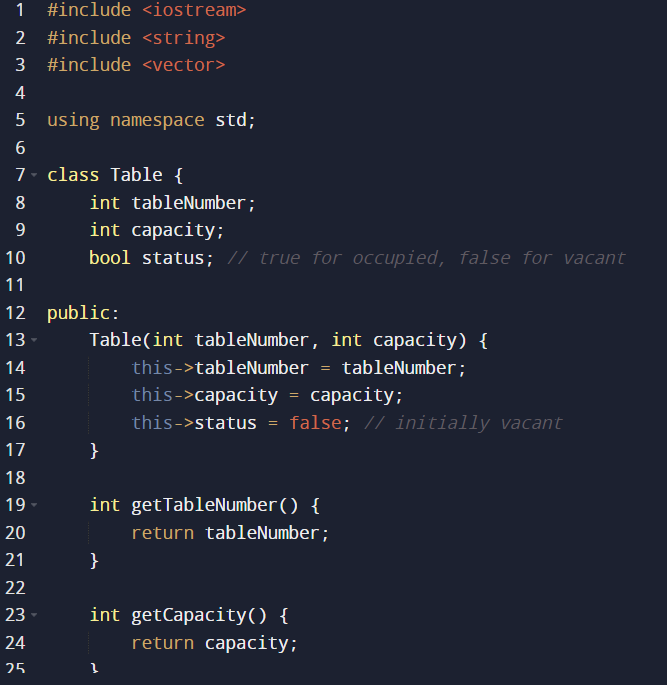 1 #include <iostream>
2 #include <string>
3 #include <vector>
4
5 using namespace std;
6
7 class Table {
8     int tableNumber;
9     int capacity;
10     bool status; // true for occupied, false for vacant
11
12 public:
13     Table(int tableNumber, int capacity) {
14         this->tableNumber = tableNumber;
15         this->capacity = capacity;
16         this->status = false; // initially vacant
17     }
18
19     int getTableNumber() {
20         return tableNumber;
21     }
22
23     int getCapacity() {
24         return capacity;
25     }